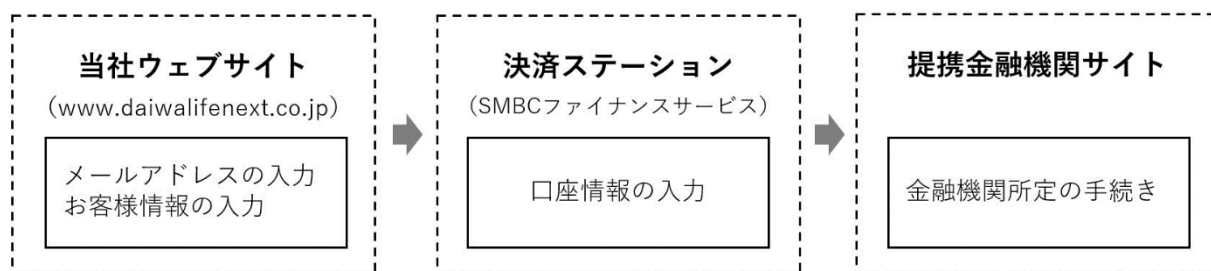 当社ウェブサイト
（www.daiwalifenext.co.jp）
メールアドレスの入力
お客様情報の入力
決済ステーション
（SMBCファイナンスサービス）
口座情報の入力
提携金融機関サイト
金融機関所定の手続き